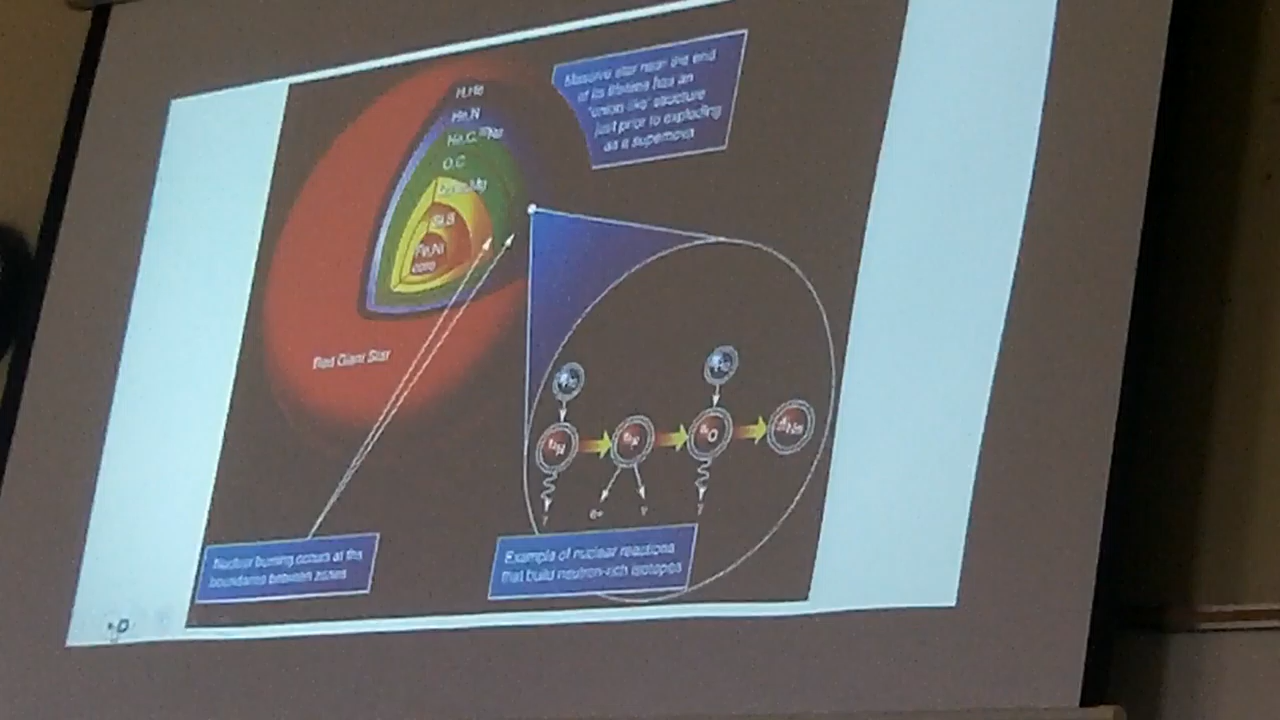 Massive star near the end
of its lifetime has an
"onion-like" structure
just prior to exploding
as a supernova
H,He
He,N
He,C,²²Ne
O,C
Si,S
Fe,Ni
core
Red Giant Star
Nuclear burning occurs at the
boundaries between zones
Example of nuclear reactions
that build neutron-rich isotopes